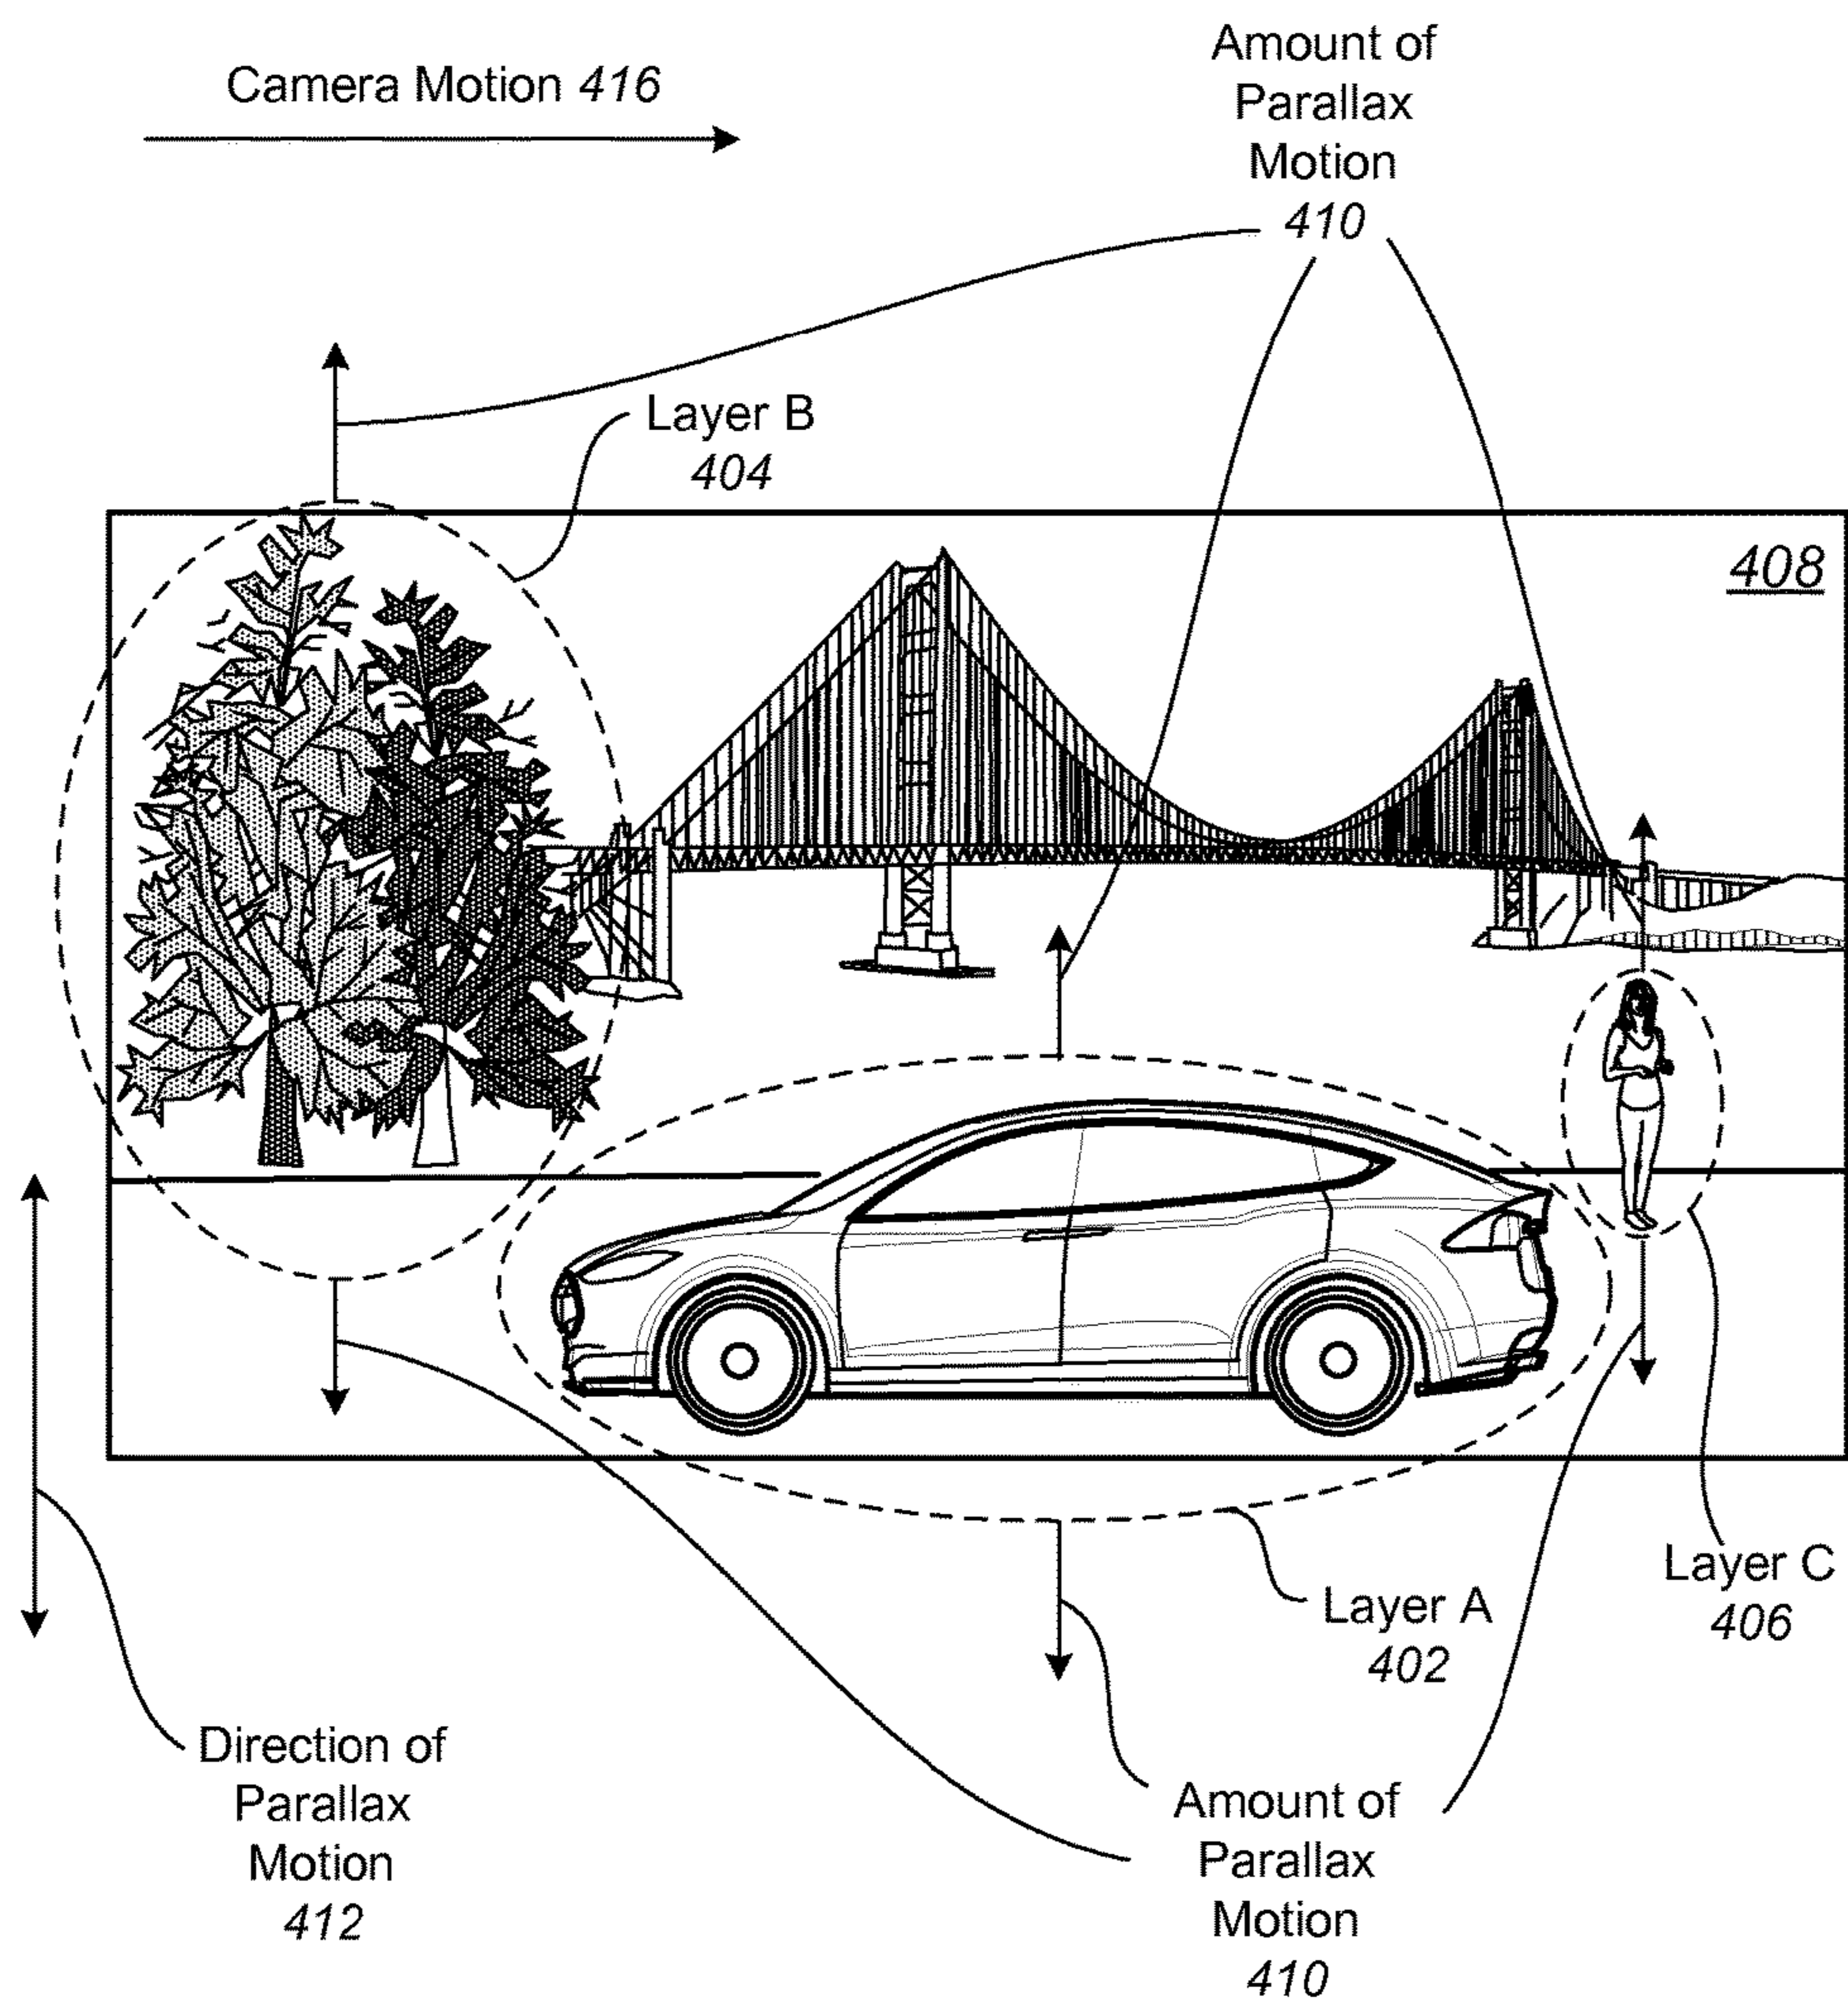 Camera Motion 416
Amount of
Parallax
Motion
410
Layer B
404
408
Layer C
406
Layer A
402
Direction of
Parallax
Motion
412
Amount of
Parallax
Motion
410